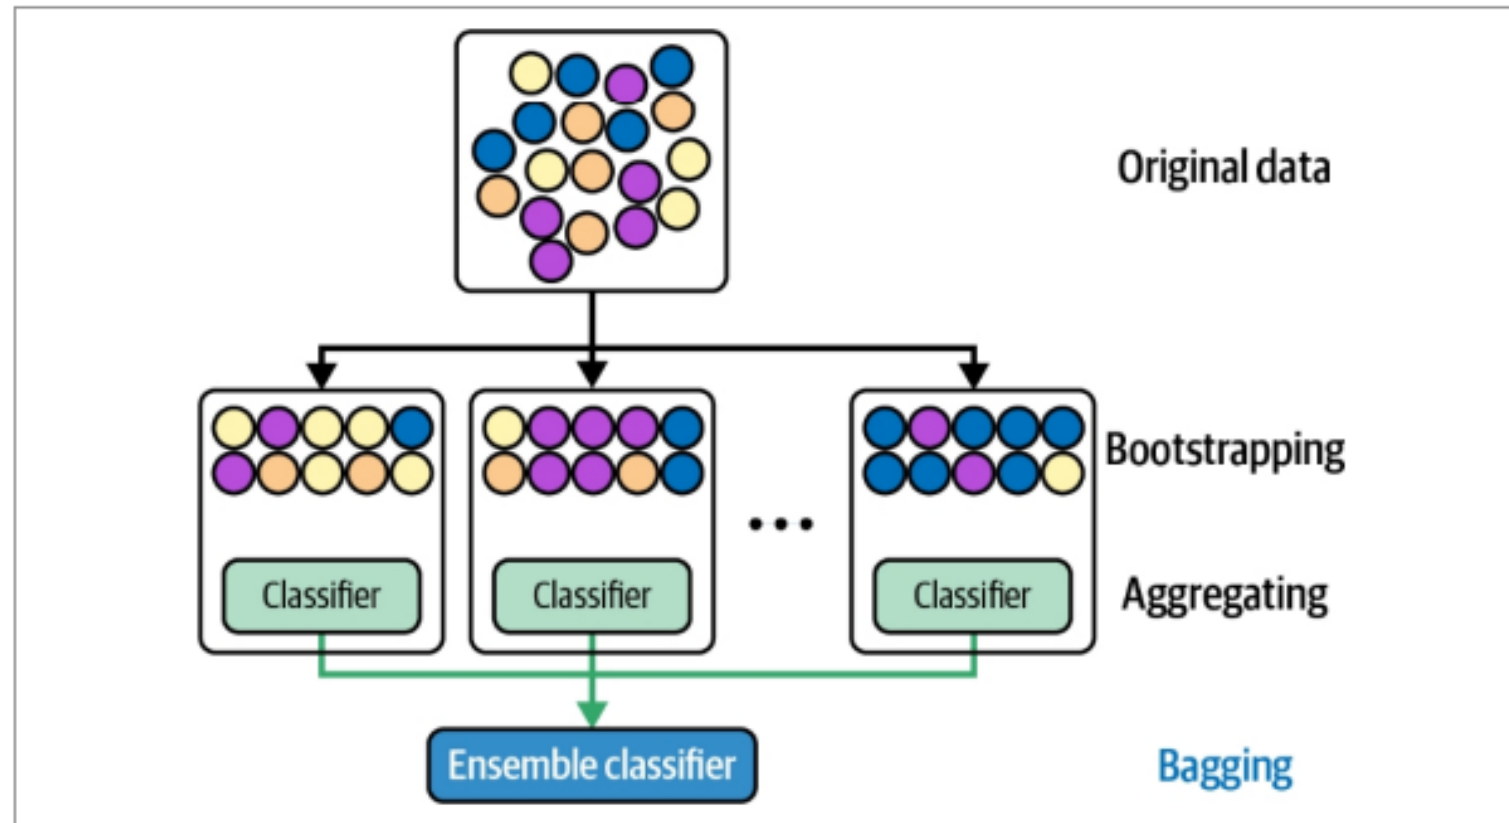 Original data
Bootstrapping
Classifier
Classifier
...
Classifier
Aggregating
Ensemble classifier
Bagging